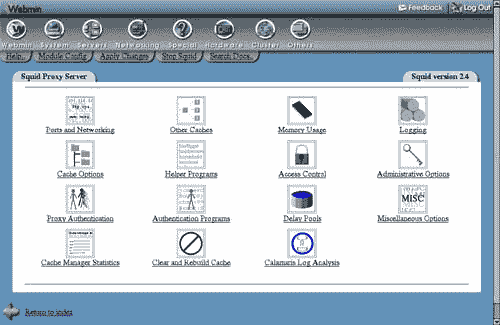 Webmin
Feedback Log Out
Webmin System Servers Networking Special Hardware Cluster Others
Help.. Module Config Apply Changes Stop Squid Search Docs..
Squid Proxy Server Squid version 2.4
Ports and Networking Other Caches Memory Usage Logging
Cache Options Helper Programs Access Control Administrative Options
MISC
Proxy Authentication Authentication Programs Delay Pools Miscellaneous Options
Cache Manager Statistics Clear and Rebuild Cache Calamaris Log Analysis
Return to index